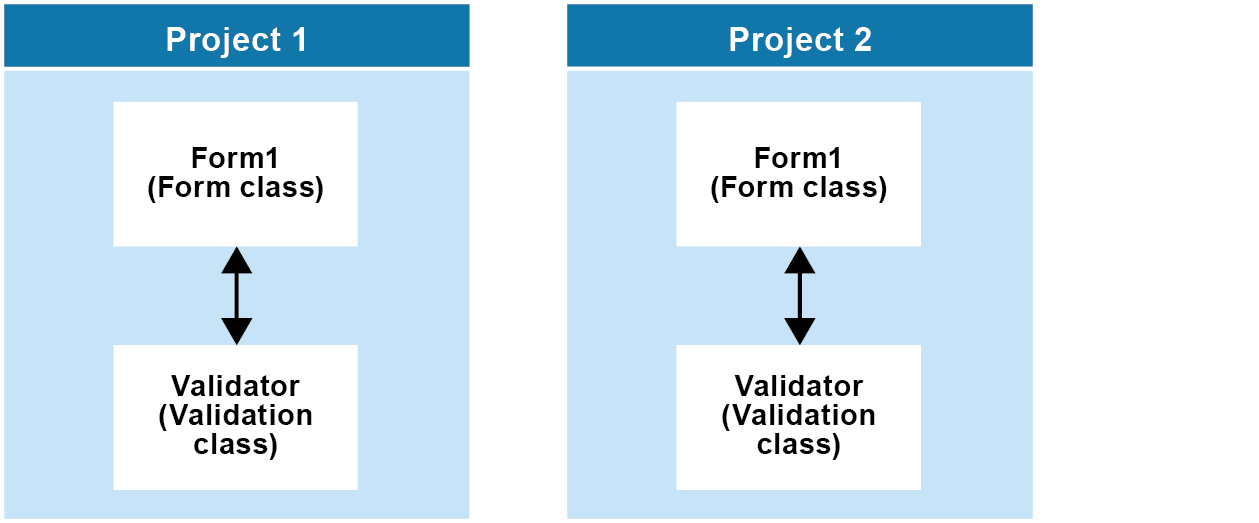 Project 1
Form1
(Form class)
Validator
(Validation
class)
Project 2
Form1
(Form class)
Validator
(Validation
class)